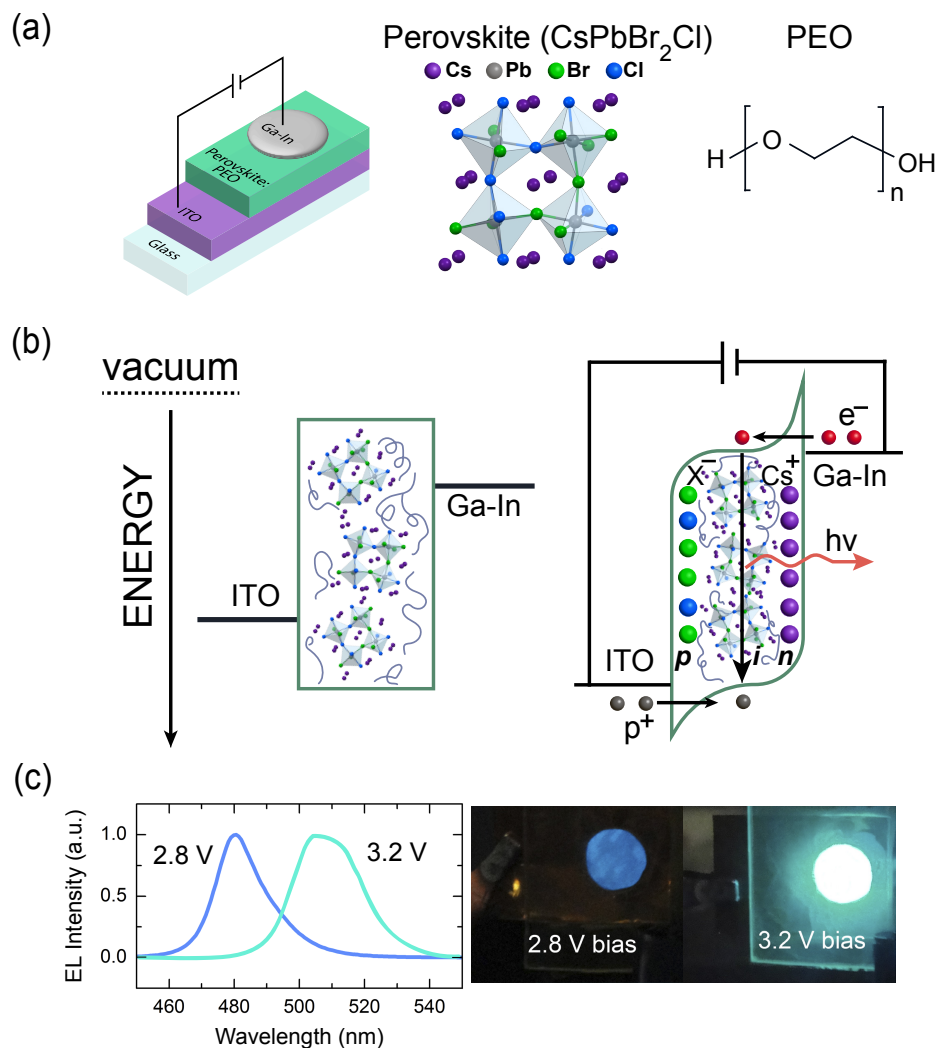 (a)
Perovskite (CsPbBr2Cl)
PEO
Cs Pb Br Cl
Ga-In
Perovskite:
PEO
ITO
Glass
H
O
OH
n
(b)
vacuum
ENERGY
ITO
Ga-In
e−
X−
Cs+
Ga-In
hν
p i n
ITO
p+
(c)
EL Intensity (a.u.)
1.0
0.5
0.0
2.8 V
3.2 V
460 480 500 520 540
Wavelength (nm)
2.8 V bias
3.2 V bias